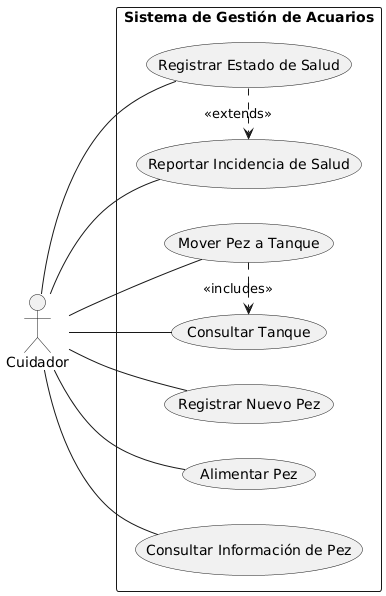 Sistema de Gestión de Acuarios
Registrar Estado de Salud
«extends»
Reportar Incidencia de Salud
Mover Pez a Tanque
«includes»
Consultar Tanque
Cuidador
Registrar Nuevo Pez
Alimentar Pez
Consultar Información de Pez